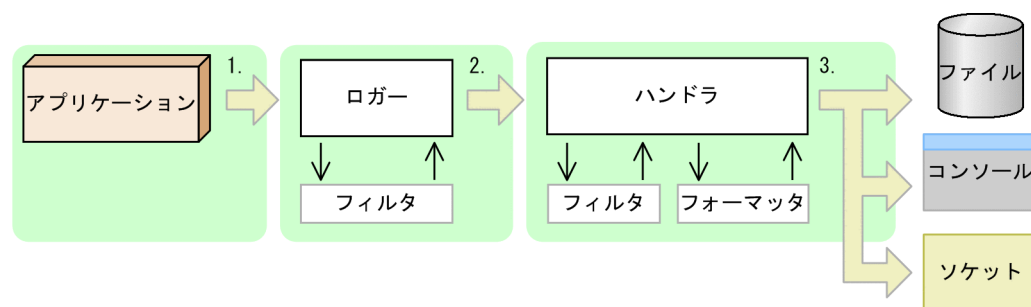 アプリケーション
1.
ロガー
フィルタ
2.
ハンドラ
フィルタ
フォーマッタ
3.
ファイル
コンソール
ソケット